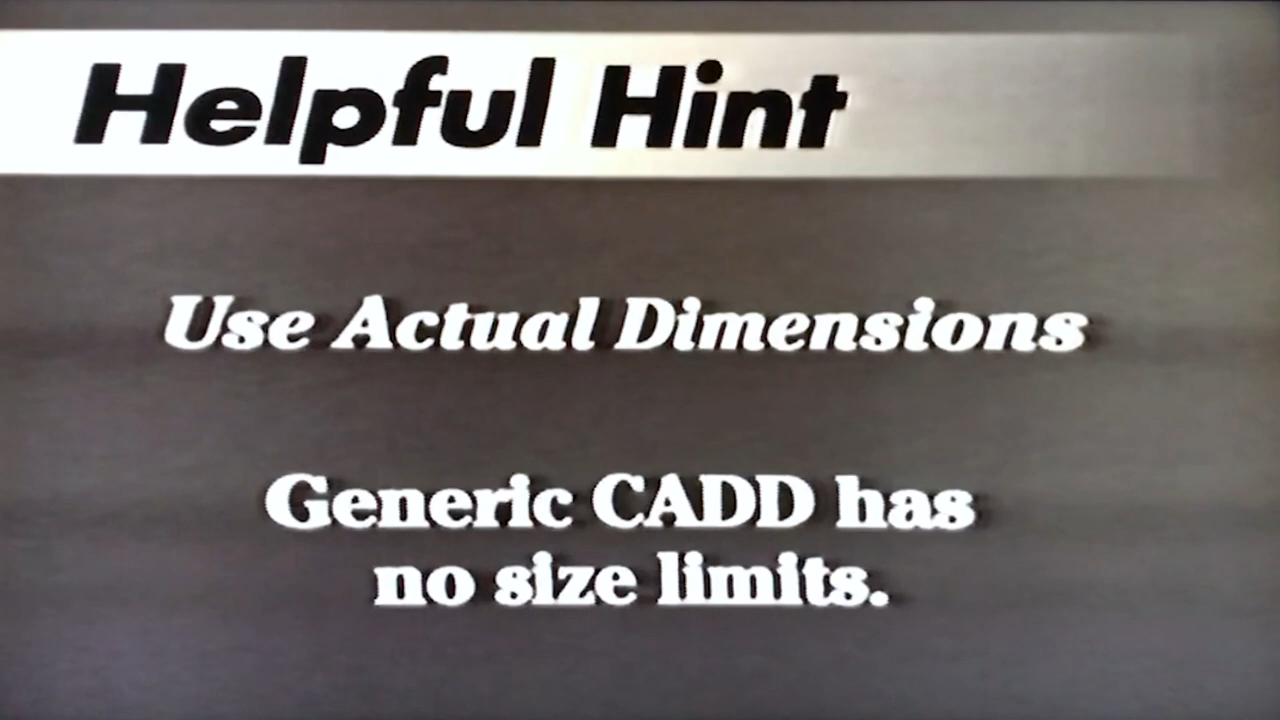 Helpful Hint
Use Actual Dimensions
Generic CADD has
no size limits.